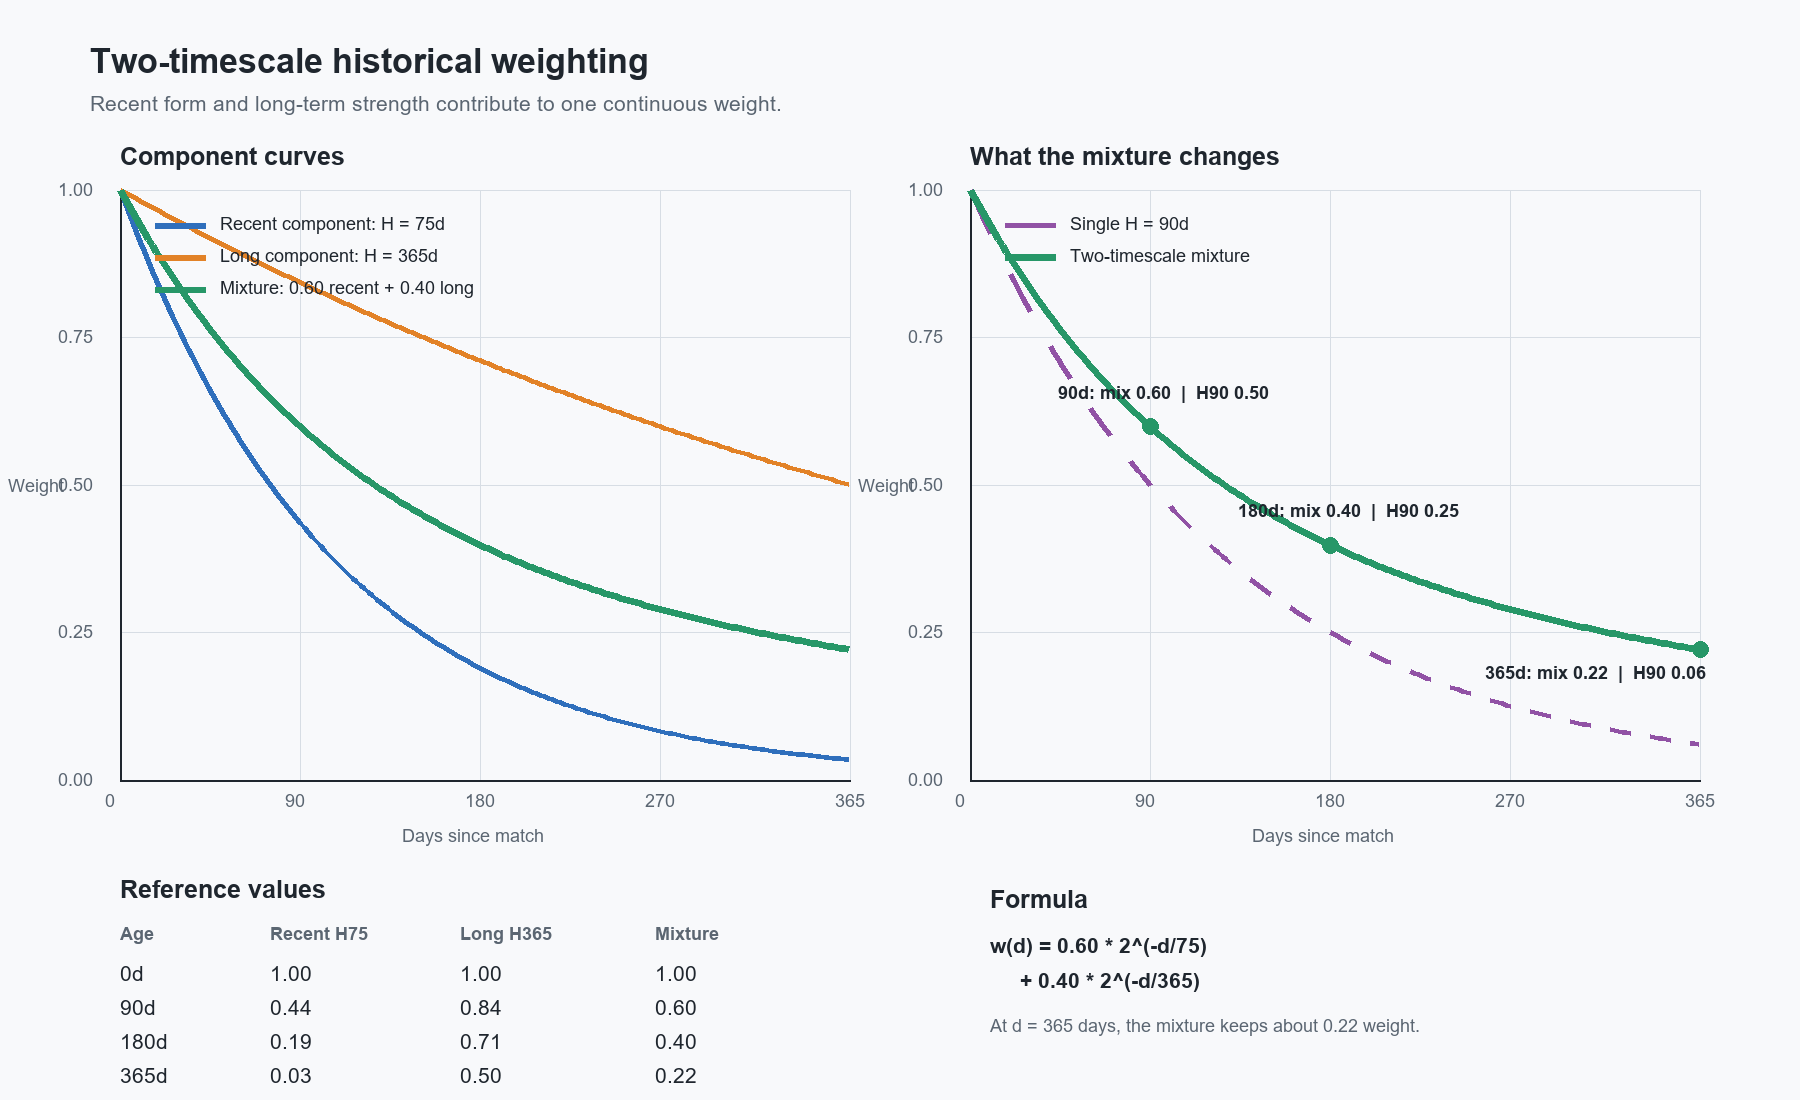 Two-timescale historical weighting
Recent form and long-term strength contribute to one continuous weight.
Component curves
1.00
Recent component: H = 75d
Long component: H = 365d
Mixture: 0.60 recent + 0.40 long
0.75
Weight
0.50
0.25
0.00
0 90 180 270 365
Days since match
What the mixture changes
1.00
Single H = 90d
Two-timescale mixture
0.75
90d: mix 0.60 | H90 0.50
Weight
0.50
180d: mix 0.40 | H90 0.25
0.25
365d: mix 0.22 | H90 0.06
0.00
0 90 180 270 365
Days since match
Reference values
Age Recent H75 Long H365 Mixture
0d 1.00 1.00 1.00
90d 0.44 0.84 0.60
180d 0.19 0.71 0.40
365d 0.03 0.50 0.22
Formula
w(d) = 0.60 * 2^(-d/75)
+ 0.40 * 2^(-d/365)
At d = 365 days, the mixture keeps about 0.22 weight.